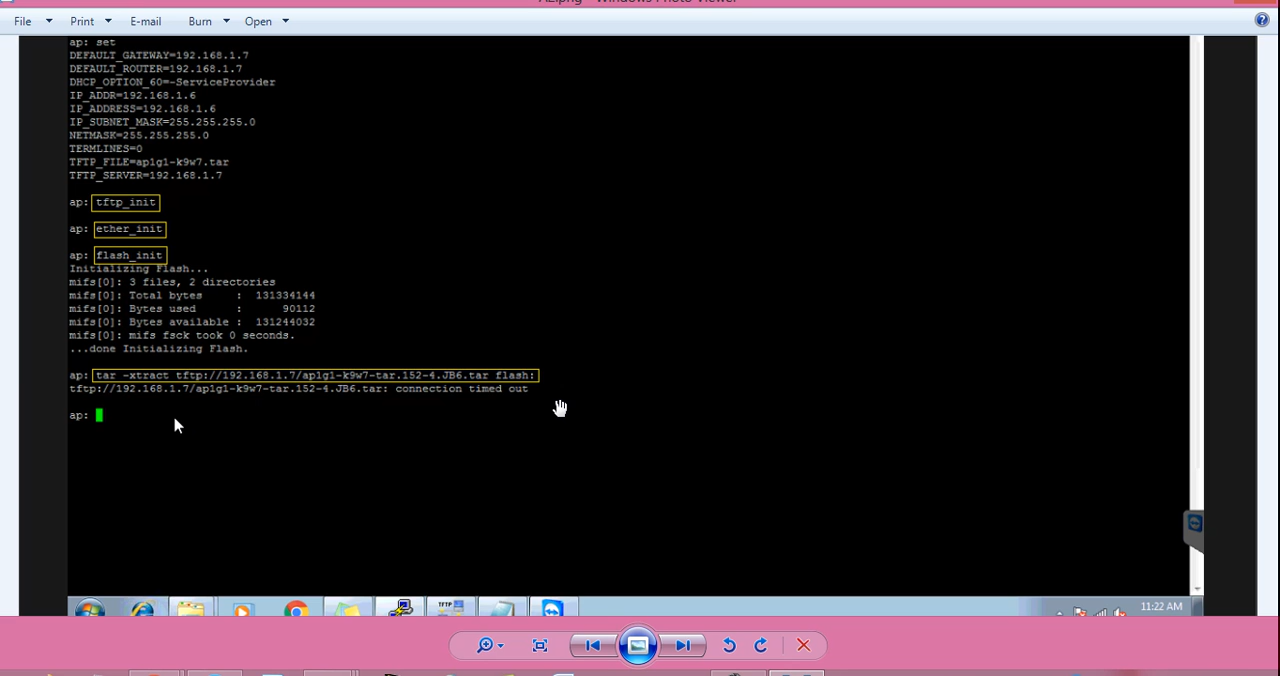 File Print E-mail Burn Open
ap: set
DEFAULT_GATEWAY=192.168.1.7
DEFAULT_ROUTER=192.168.1.7
DHCP_OPTION_60=-ServiceProvider
IP_ADDR=192.168.1.6
IP_ADDRESS=192.168.1.6
IP_SUBNET_MASK=255.255.255.0
NETMASK=255.255.255.0
TERMLINES=0
TFTP_FILE=ap1g1-k9w7.tar
TFTP_SERVER=192.168.1.7
ap: tftp_init
ap: ether_init
ap: flash_init
Initializing Flash...
mifs[0]: 3 files, 2 directories
mifs[0]: Total bytes : 131334144
mifs[0]: Bytes used : 90112
mifs[0]: Bytes available : 131244032
mifs[0]: mifs fsck took 0 seconds.
...done Initializing Flash.
ap: tar -xtract tftp://192.168.1.7/ap1g1-k9w7-tar.152-4.JB6.tar flash:
tftp://192.168.1.7/ap1g1-k9w7-tar.152-4.JB6.tar: connection timed out
ap:
TFTP
11:22 AM